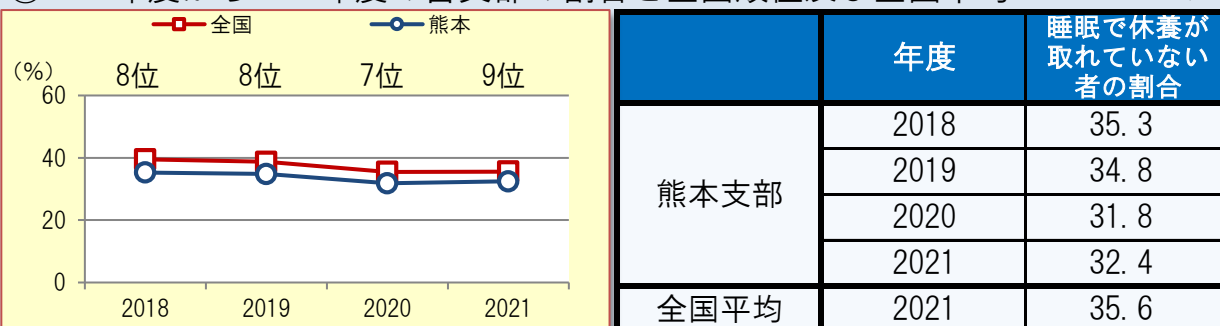 全国 熊本
(%) 8位 8位 7位 9位
60
40
20
0
2018 2019 2020 2021
年度 睡眠で休養が
取れていない
者の割合
熊本支部
2018 35.3
2019 34.8
2020 31.8
2021 32.4
全国平均 2021 35.6